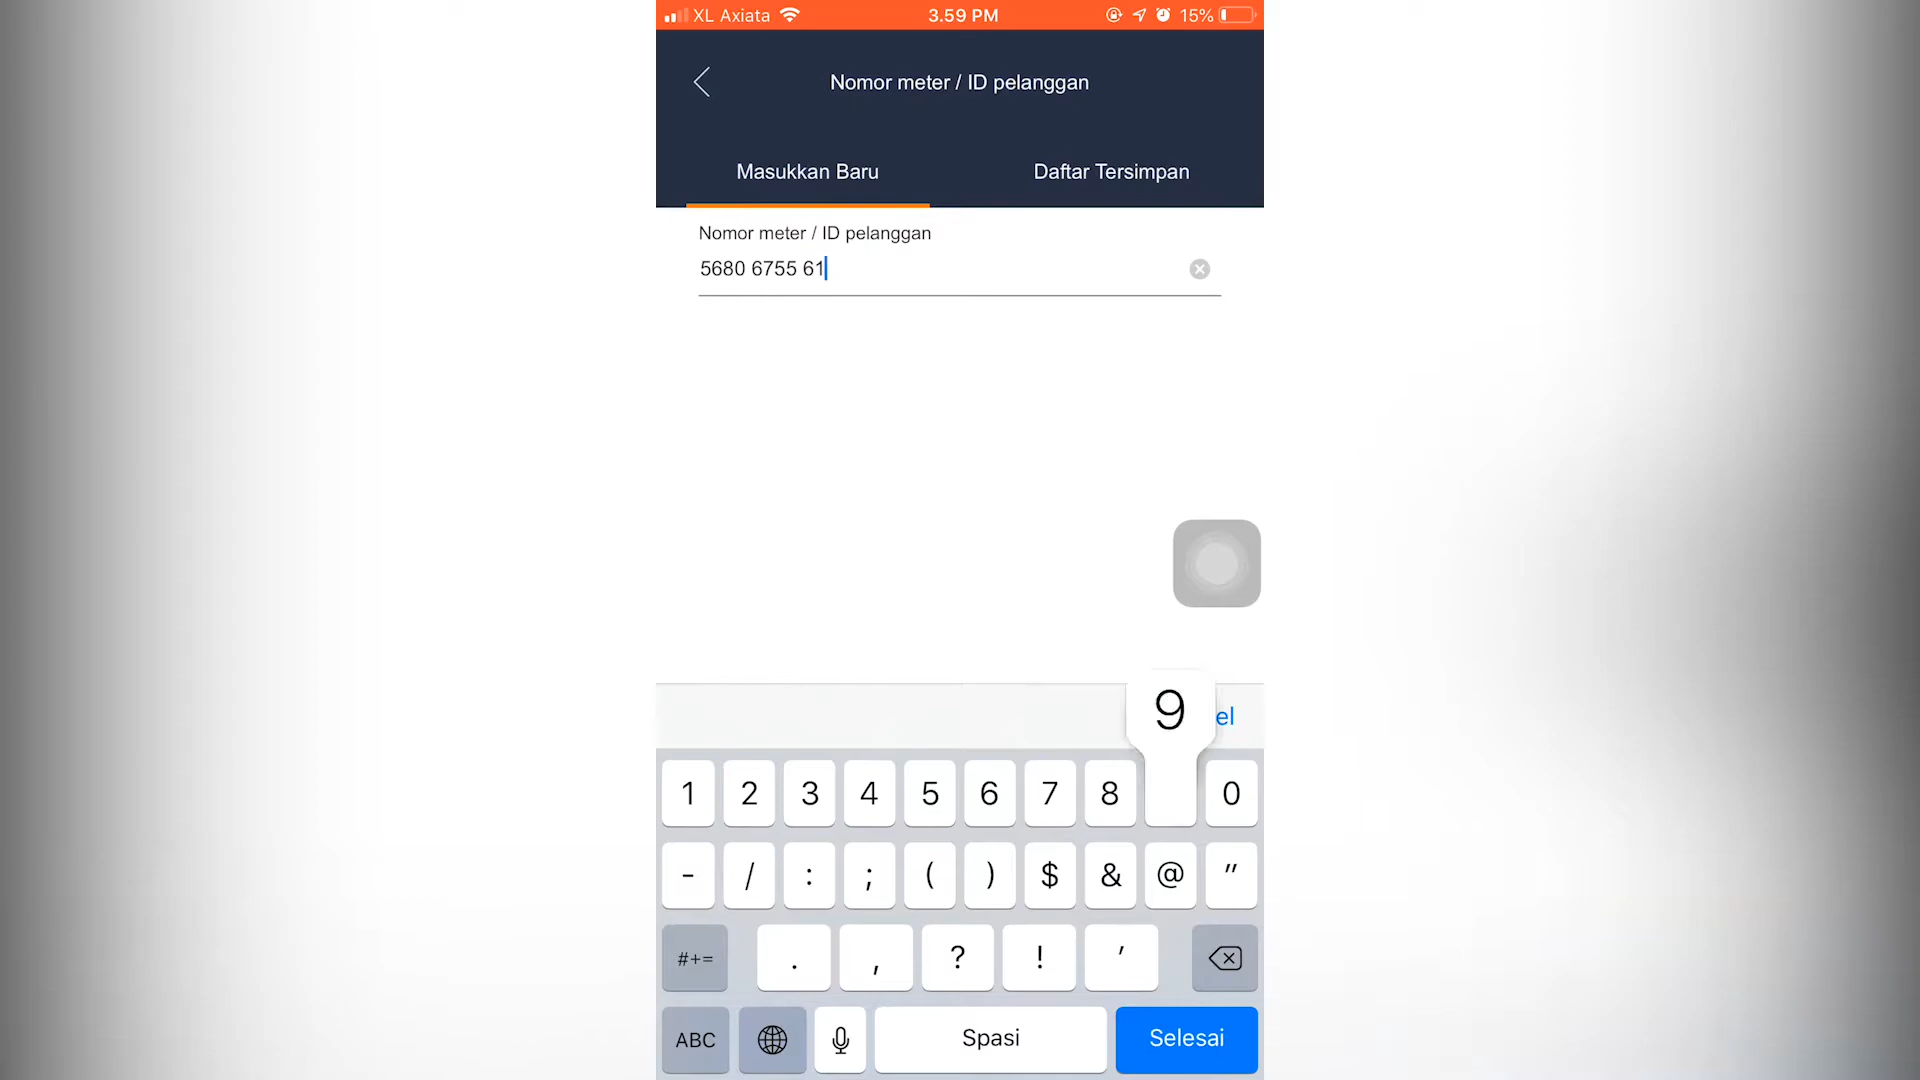 XL Axiata 3.59 PM 15%
Nomor meter / ID pelanggan
Masukkan Baru Daftar Tersimpan
Nomor meter / ID pelanggan
5680 6755 61
9 el
1 2 3 4 5 6 7 8 0
- / : ; ( ) $ & @ "
#+= . , ? ! '
ABC Spasi Selesai